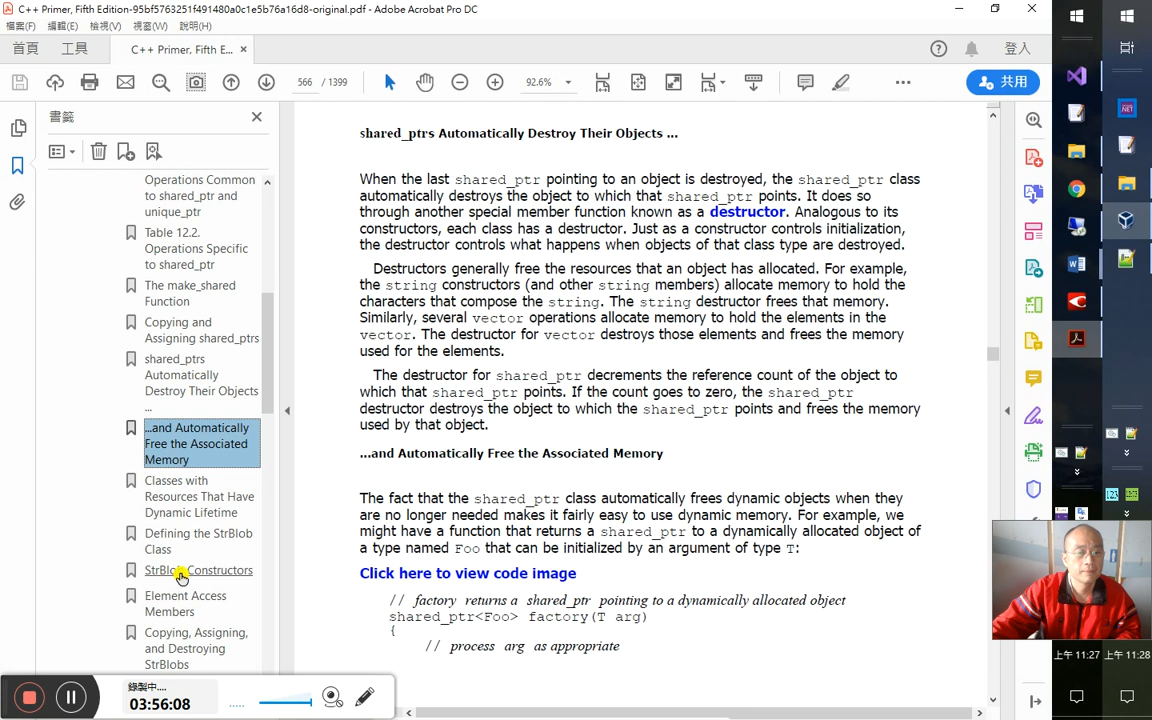 C++ Primer, Fifth Edition-95bf5763251f491480a0c1e5b76a16d8-original.pdf - Adobe Acrobat Pro DC
檔案(F) 編輯(E) 檢視(V) 視窗(W) 說明(H)
首頁 工具 C++ Primer, Fifth E... × 登入
566 / 1399 92.6% 共用
書籤
Operations Common
to shared_ptr and
unique_ptr
Table 12.2.
Operations Specific
to shared_ptr
The make_shared
Function
Copying and
Assigning shared_ptrs
shared_ptrs
Automatically
Destroy Their Objects
...
...and Automatically
Free the Associated
Memory
Classes with
Resources That Have
Dynamic Lifetime
Defining the StrBlob
Class
StrBlob Constructors
Element Access
Members
Copying, Assigning,
and Destroying
StrBlobs
shared_ptrs Automatically Destroy Their Objects ...
When the last shared_ptr pointing to an object is destroyed, the shared_ptr class
automatically destroys the object to which that shared_ptr points. It does so
through another special member function known as a destructor. Analogous to its
constructors, each class has a destructor. Just as a constructor controls initialization,
the destructor controls what happens when objects of that class type are destroyed.
Destructors generally free the resources that an object has allocated. For example,
the string constructors (and other string members) allocate memory to hold the
characters that compose the string. The string destructor frees that memory.
Similarly, several vector operations allocate memory to hold the elements in the
vector. The destructor for vector destroys those elements and frees the memory
used for the elements.
The destructor for shared_ptr decrements the reference count of the object to
which that shared_ptr points. If the count goes to zero, the shared_ptr
destructor destroys the object to which the shared_ptr points and frees the memory
used by that object.
...and Automatically Free the Associated Memory
The fact that the shared_ptr class automatically frees dynamic objects when they
are no longer needed makes it fairly easy to use dynamic memory. For example, we
might have a function that returns a shared_ptr to a dynamically allocated object of
a type named Foo that can be initialized by an argument of type T:
Click here to view code image
// factory returns a shared_ptr pointing to a dynamically allocated object
shared_ptr<Foo> factory(T arg)
{
// process arg as appropriate
錄製中....
03:56:08
上午 11:27 上午 11:28